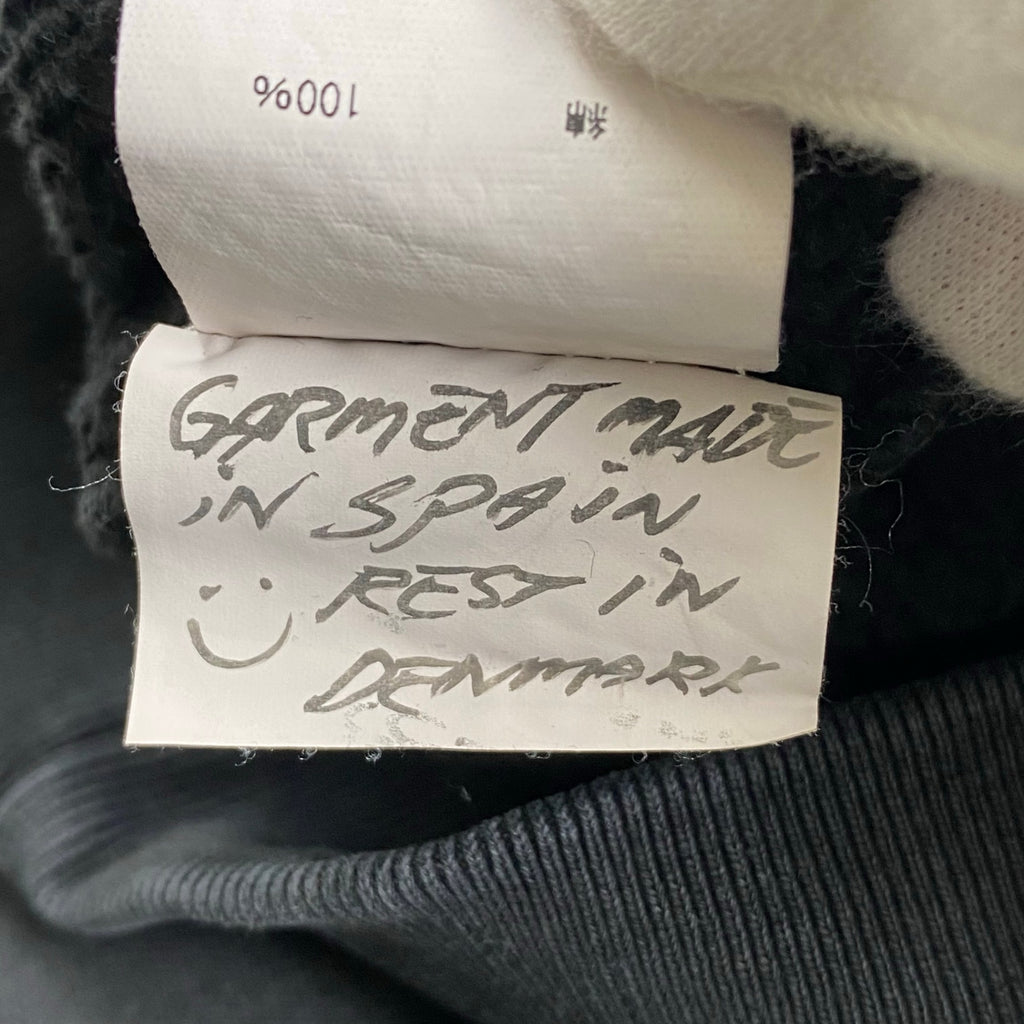 綿 100%
GARMENT MADE
IN SPAIN
REST IN
DENMARK